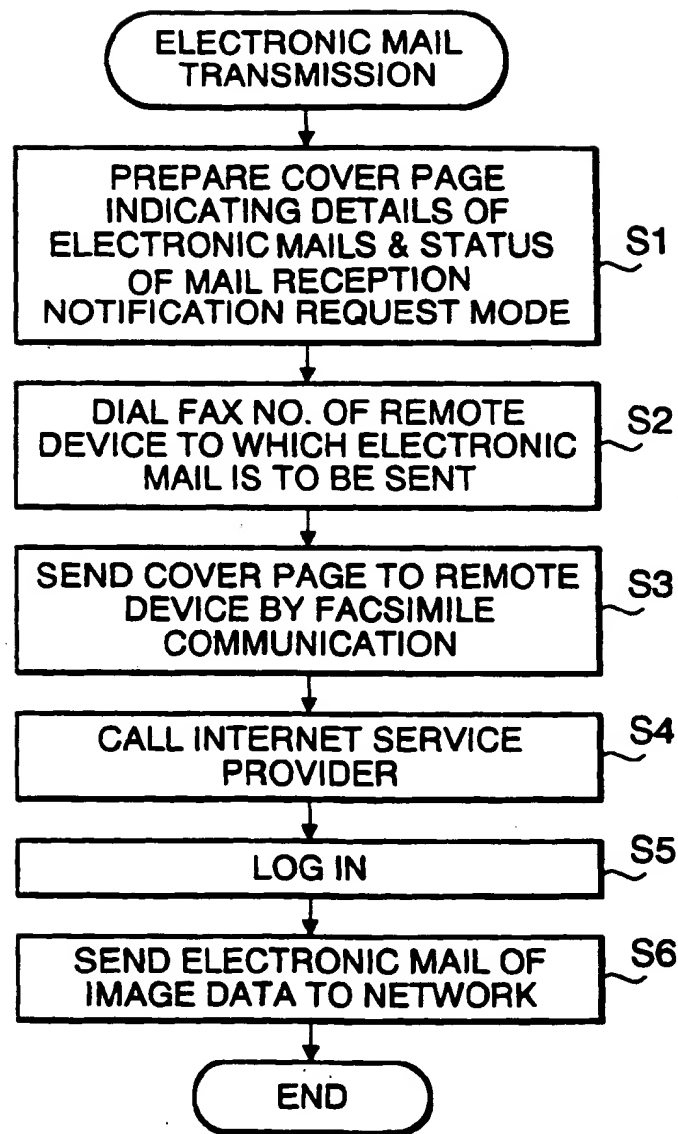 ELECTRONIC MAIL
TRANSMISSION
PREPARE COVER PAGE
INDICATING DETAILS OF
ELECTRONIC MAILS & STATUS
OF MAIL RECEPTION
NOTIFICATION REQUEST MODE
S1
DIAL FAX NO. OF REMOTE
DEVICE TO WHICH ELECTRONIC
MAIL IS TO BE SENT
S2
SEND COVER PAGE TO REMOTE
DEVICE BY FACSIMILE
COMMUNICATION
S3
CALL INTERNET SERVICE
PROVIDER
S4
LOG IN
S5
SEND ELECTRONIC MAIL OF
IMAGE DATA TO NETWORK
S6
END